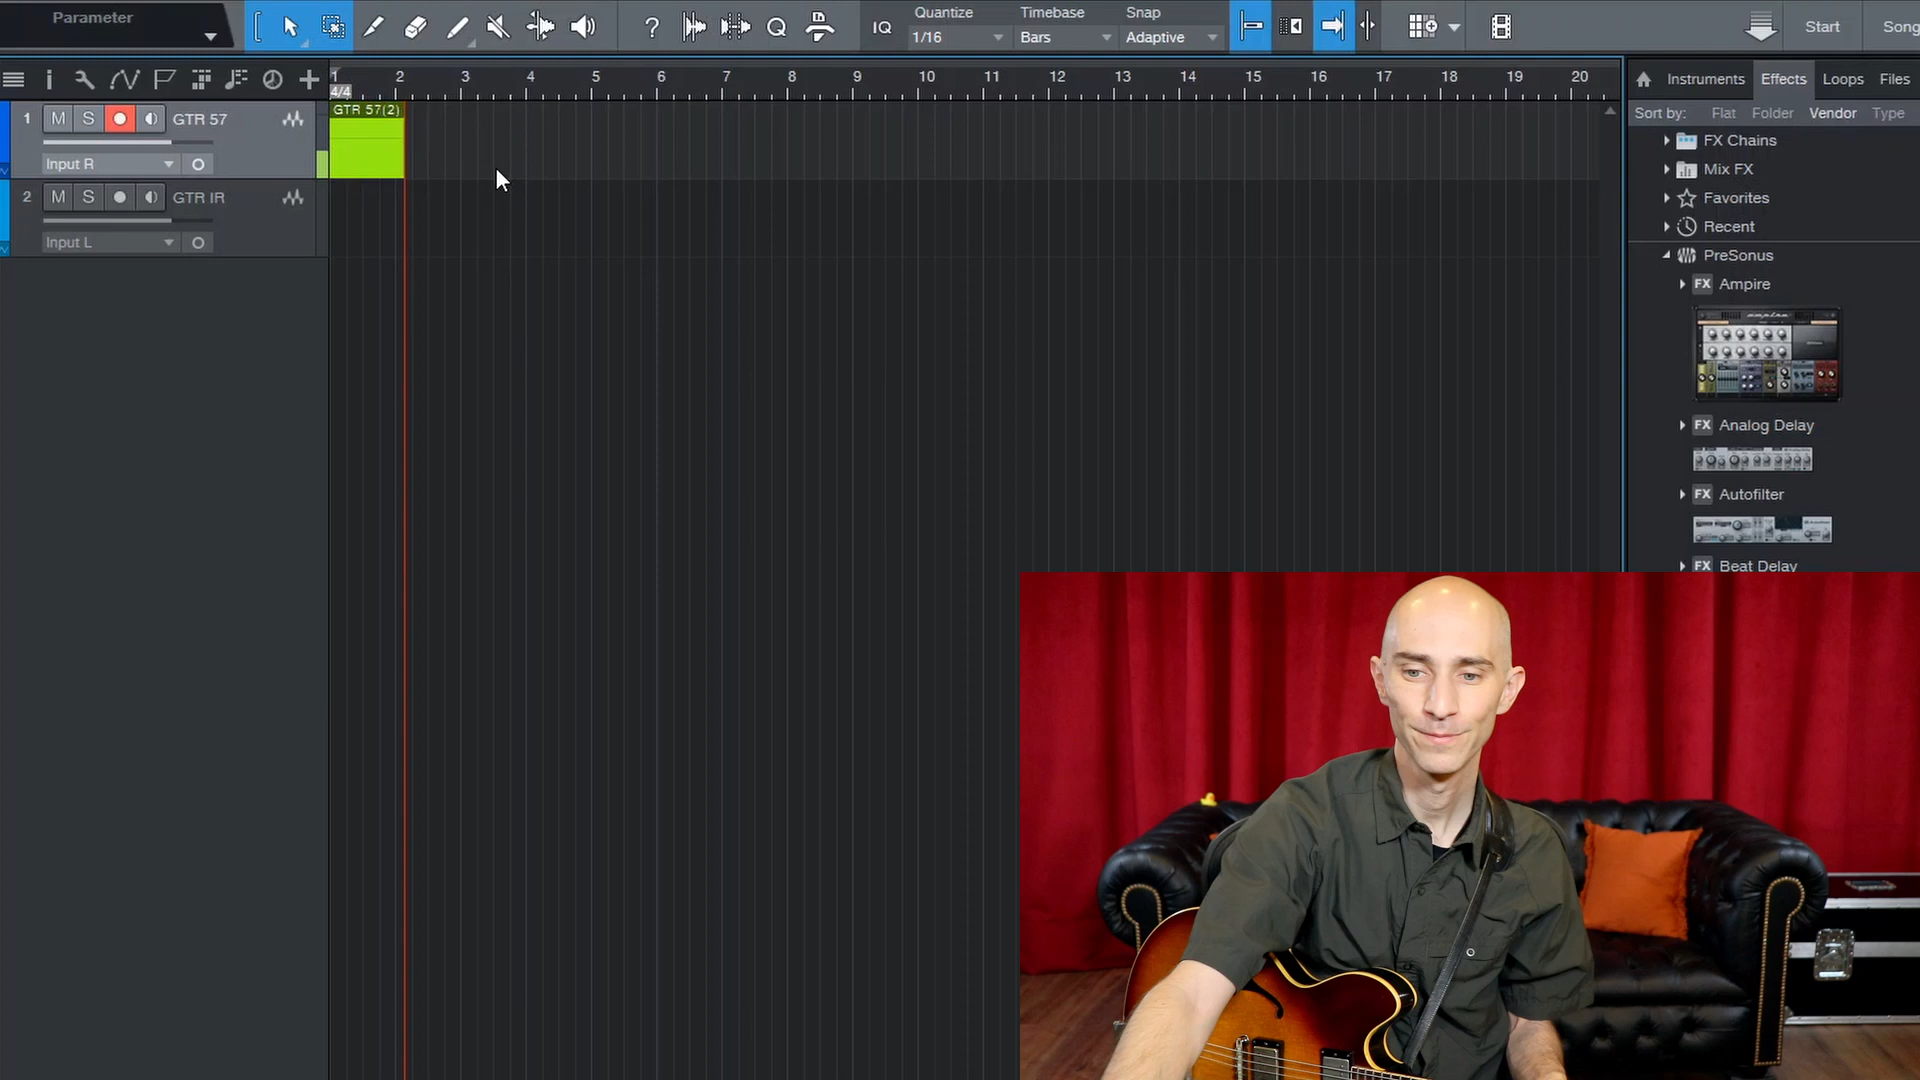 Parameter
IQ
Quantize
1/16
Timebase
Bars
Snap
Adaptive
Start
Song
1 2 3 4 5 6 7 8 9 10 11 12 13 14 15 16 17 18 19 20
4/4
1 M S GTR 57
Input R
GTR 57(2)
2 M S GTR IR
Input L
Instruments Effects Loops Files
Sort by: Flat Folder Vendor Type
FX Chains
Mix FX
Favorites
Recent
PreSonus
FX Ampire
FX Analog Delay
FX Autofilter
FX Beat Delay